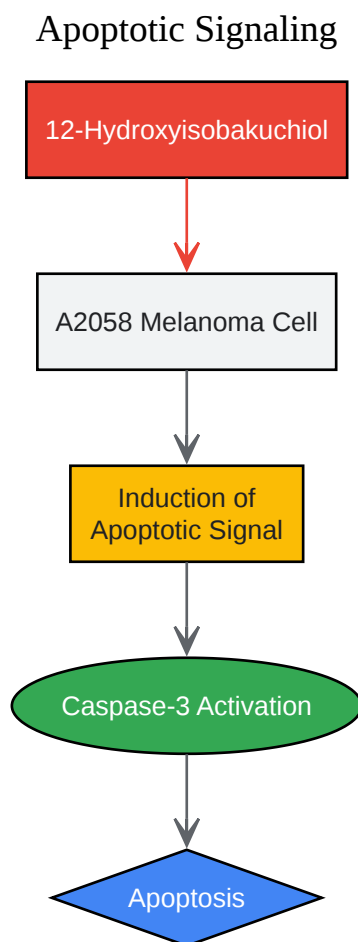 Apoptotic Signaling
12-Hydroxyisobakuchiol
A2058 Melanoma Cell
Induction of
Apoptotic Signal
Caspase-3 Activation
Apoptosis